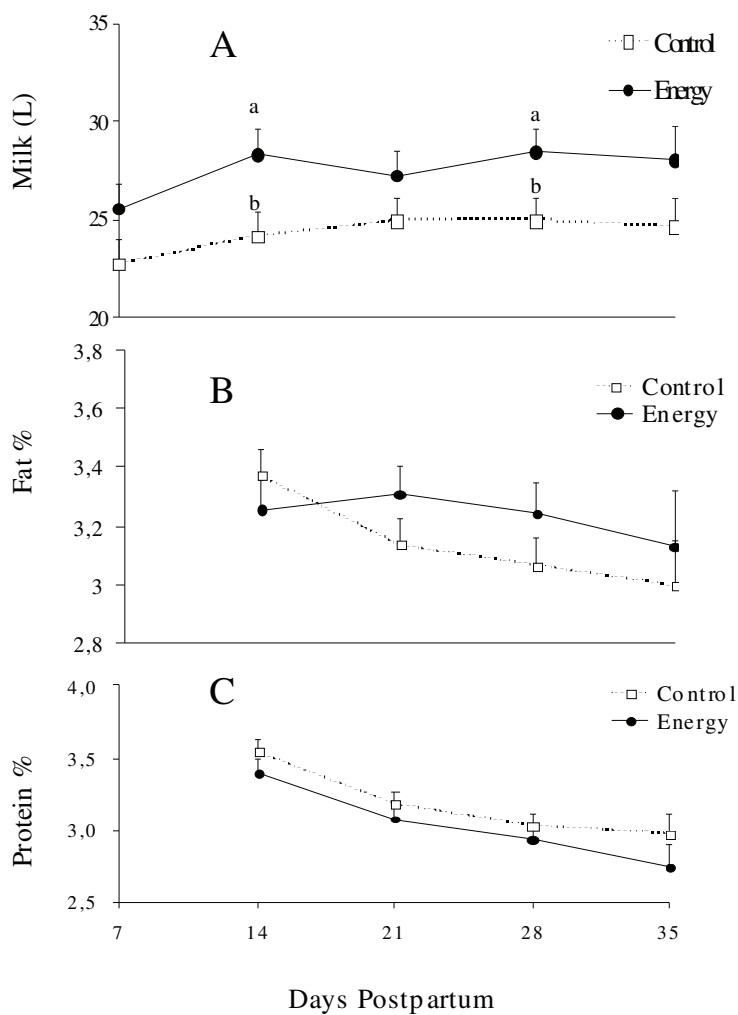 A
Control
Energy
Milk (L)
35
30
25
20
a
a
b
b
B
Control
Energy
Fat %
3,8
3,6
3,4
3,2
3
2,8
C
Control
Energy
Protein %
4,0
3,5
3,0
2,5
7 14 21 28 35
Days Postpartum